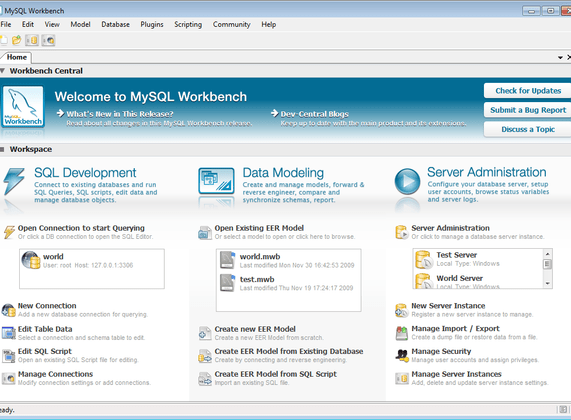 MySQL Workbench
File Edit View Model Database Plugins Scripting Community Help
Home
Workbench Central
MySQL
Workbench
Welcome to MySQL Workbench
What's New in This Release?
Read about all changes in this MySQL Workbench release.
Dev-Central Blogs
Keep up to date with the main product and its extensions.
Check for Updates
Submit a Bug Report
Discuss a Topic
Workspace
SQL Development
Connect to existing databases and run
SQL Queries, SQL scripts, edit data and
manage database objects.
Open Connection to start Querying
Or click a DB connection to open the SQL Editor.
world
User: root Host: 127.0.0.1:3306
New Connection
Add a new database connection for querying.
Edit Table Data
Select a connection and schema table to edit.
Edit SQL Script
Open an existing SQL Script file for editing.
Manage Connections
Modify connection settings or add connections.
Data Modeling
Create and manage models, forward &
reverse engineer, compare and
synchronize schemas, report.
Open Existing EER Model
Or select a model to open or click here to browse.
world.mwb
Last modified Mon Nov 30 16:42:53 2009
test.mwb
Last modified Thu Nov 19 17:24:17 2009
Create new EER Model
Create a new EER Model from scratch.
Create EER Model from Existing Database
Create by connecting and reverse engineering.
Create EER Model from SQL Script
Import an existing SQL file.
Server Administration
Configure your database server, setup
user accounts, browse status variables
and server logs.
Server Administration
Or click to manage a database server instance.
Test Server
Local Type: Windows
World Server
Local Type: Windows
New Server Instance
Register a new server instance to manage.
Manage Import / Export
Create a dump file or restore data from a file.
Manage Security
Manage user accounts and assign privileges.
Manage Server Instances
Add, delete and update server instance settings.
eady.